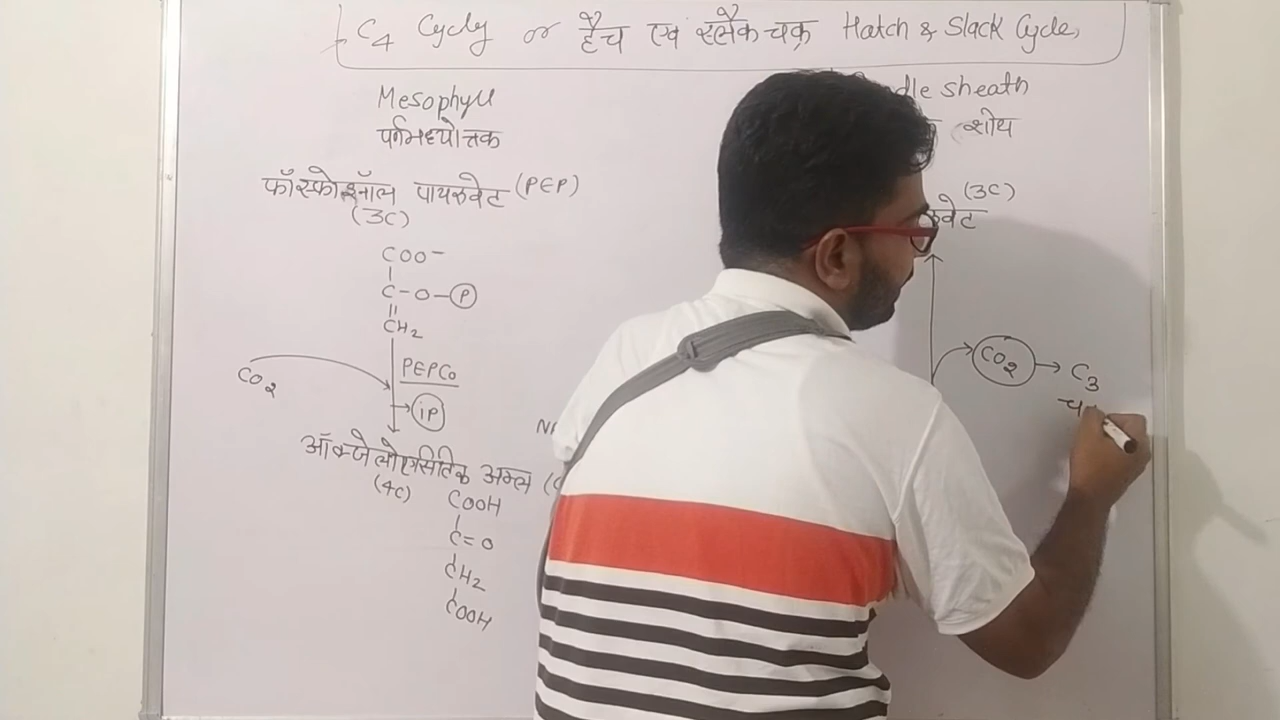 C4 Cycly or हैच एवं स्लैक चक्र Hatch & Slack Cycle,
Mesophyll
पर्णमध्योत्तक
फॉस्फोइनॉल पायरुवेट (PEP)
(3C)
COO-
C-O-P
CH2
CO2
PEPCo
iP
ऑक्जेलोएसिटिक अम्ल
(4C)
COOH
C=O
CH2
COOH
dle sheath
शीथ
(3C)
रुवेट
CO2 → C3